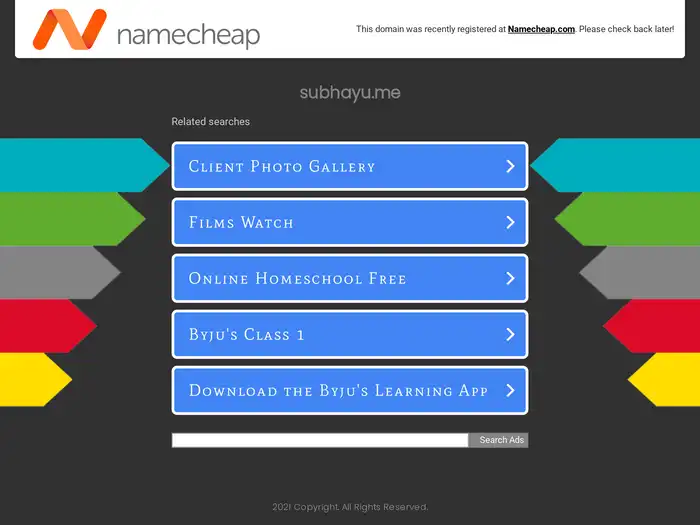 namecheap
This domain was recently registered at Namecheap.com. Please check back later!
subhayu.me
Related searches
Client Photo Gallery
Films Watch
Online Homeschool Free
Byju's Class 1
Download the Byju's Learning App
Search Ads
2021 Copyright. All Rights Reserved.